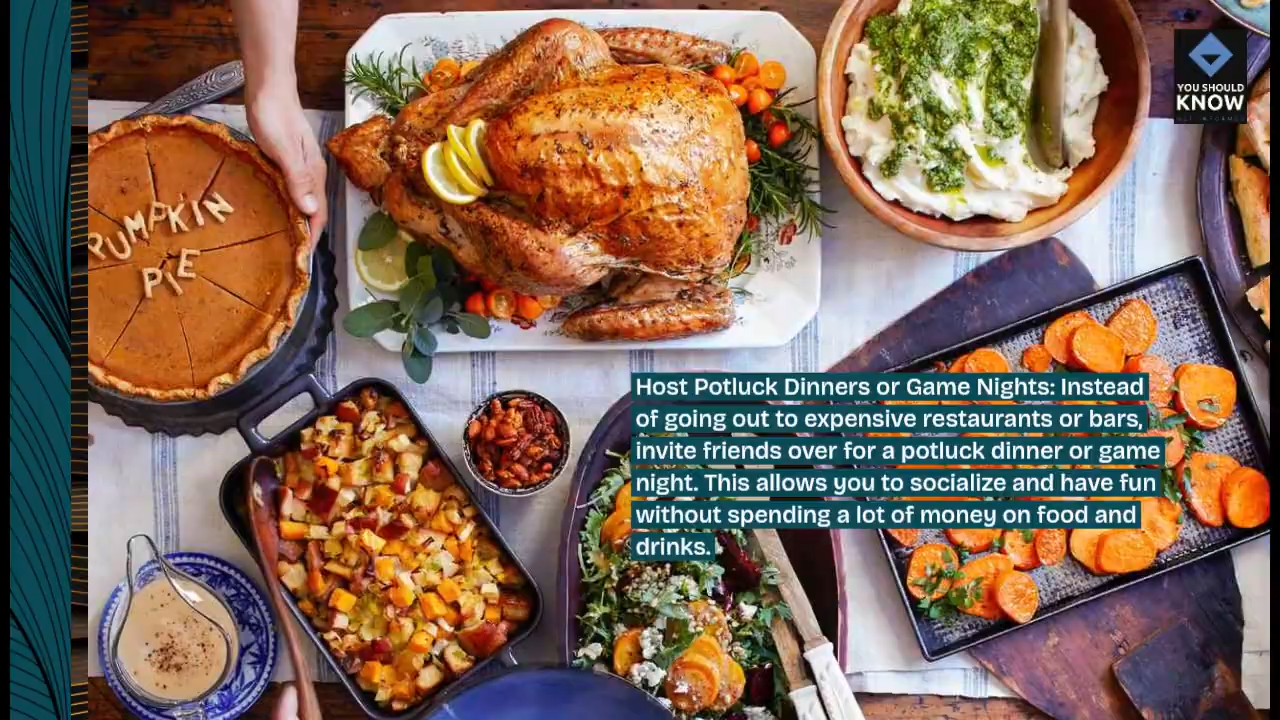 YOU SHOULD
KNOW
PUMPKIN
PIE
Host Potluck Dinners or Game Nights: Instead
of going out to expensive restaurants or bars,
invite friends over for a potluck dinner or game
night. This allows you to socialize and have fun
without spending a lot of money on food and
drinks.